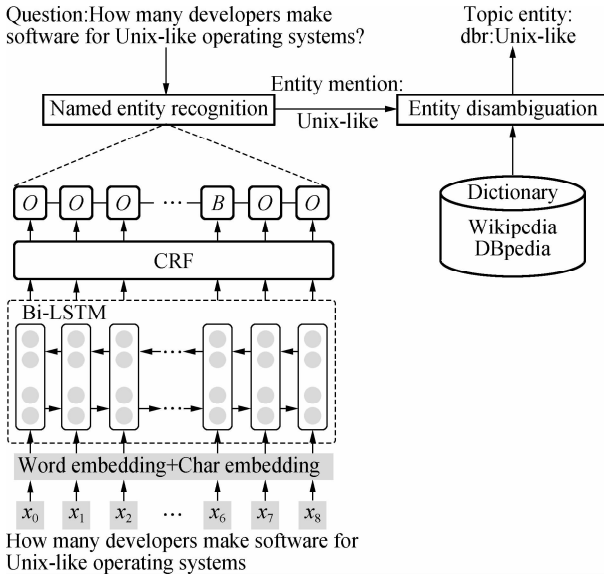 Question:How many developers make
software for Unix-like operating systems?
Topic entity:
dbr:Unix-like
Named entity recognition
Entity mention:
Unix-like
Entity disambiguation
O O O ... B O O
CRF
Bi-LSTM
... 
...
Dictionary
Wikipcdia
DBpedia
Word embedding+Char embedding
x0 x1 x2 ... x6 x7 x8
How many developers make software for
Unix-like operating systems